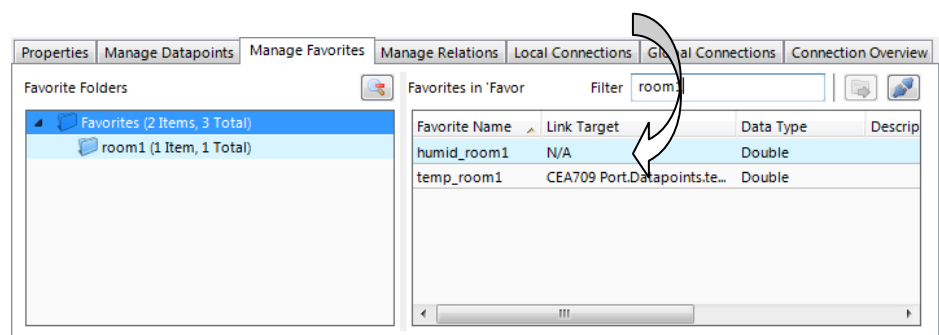 Properties Manage Datapoints Manage Favorites Manage Relations Local Connections Global Connections Connection Overview
Favorite Folders
Favorites in 'Favor Filter room1
Favorites (2 Items, 3 Total)
room1 (1 Item, 1 Total)
Favorite Name Link Target Data Type Descrip
humid_room1 N/A Double
temp_room1 CEA709 Port.Datapoints.te... Double